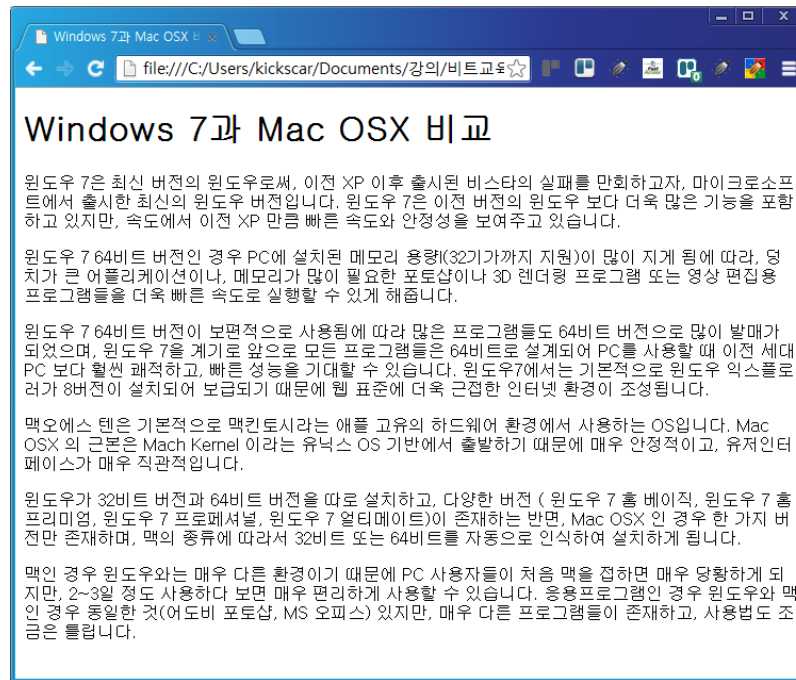 Windows 7과 Mac OSX 비
file:///C:/Users/kickscar/Documents/강의/비트교육
Windows 7과 Mac OSX 비교
윈도우 7은 최신 버전의 윈도우로써, 이전 XP 이후 출시된 비스타의 실패를 만회하고자, 마이크로소프
트에서 출시한 최신의 윈도우 버전입니다. 윈도우 7은 이전 버전의 윈도우 보다 더욱 많은 기능을 포함
하고 있지만, 속도에서 이전 XP 만큼 빠른 속도와 안정성을 보여주고 있습니다.
윈도우 7 64비트 버전인 경우 PC에 설치된 메모리 용량(32기가까지 지원)이 많이 지게 됨에 따라, 덩
치가 큰 어플리케이션이나, 메모리가 많이 필요한 포토샵이나 3D 렌더링 프로그램 또는 영상 편집용
프로그램들을 더욱 빠른 속도로 실행할 수 있게 해줍니다.
윈도우 7 64비트 버전이 보편적으로 사용됨에 따라 많은 프로그램들도 64비트 버전으로 많이 발매가
되었으며, 윈도우 7을 계기로 앞으로 모든 프로그램들은 64비트로 설계되어 PC를 사용할 때 이전 세대
PC 보다 훨씬 쾌적하고, 빠른 성능을 기대할 수 있습니다. 윈도우7에서는 기본적으로 윈도우 익스플로
러가 8버전이 설치되어 보급되기 때문에 웹 표준에 더욱 근접한 인터넷 환경이 조성됩니다.
맥오에스 텐은 기본적으로 맥킨토시라는 애플 고유의 하드웨어 환경에서 사용하는 OS입니다. Mac
OSX 의 근본은 Mach Kernel 이라는 유닉스 OS 기반에서 출발하기 때문에 매우 안정적이고, 유저인터
페이스가 매우 직관적입니다.
윈도우가 32비트 버전과 64비트 버전을 따로 설치하고, 다양한 버전 ( 윈도우 7 홈 베이직, 윈도우 7 홈
프리미엄, 윈도우 7 프로페셔널, 윈도우 7 얼티메이트)이 존재하는 반면, Mac OSX 인 경우 한 가지 버
전만 존재하며, 맥의 종류에 따라서 32비트 또는 64비트를 자동으로 인식하여 설치하게 됩니다.
맥인 경우 윈도우와는 매우 다른 환경이기 때문에 PC 사용자들이 처음 맥을 접하면 매우 당황하게 되
지만, 2~3일 정도 사용하다 보면 매우 편리하게 사용할 수 있습니다. 응용프로그램인 경우 윈도우와 맥
인 경우 동일한 것(어도비 포토샵, MS 오피스) 있지만, 매우 다른 프로그램들이 존재하고, 사용법도 조
금은 틀립니다.